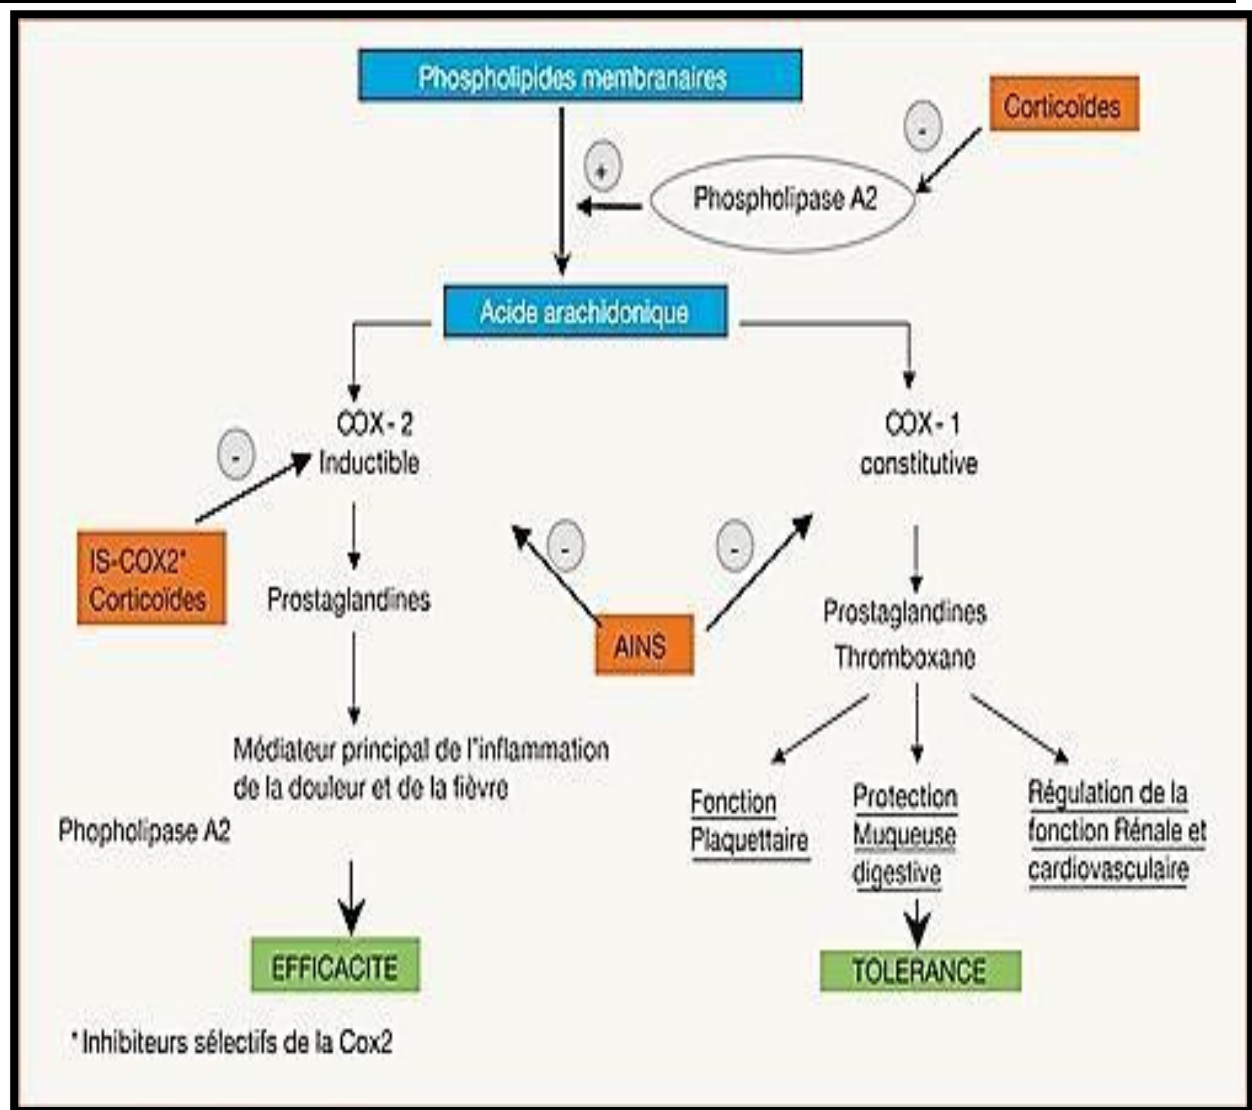 Phospholipides membranaires
Corticoïdes
-
+
Phospholipase A2
Acide arachidonique
COX - 2
Inductible
COX - 1
constitutive
-
-
-
IS-COX2*
Corticoïdes
Prostaglandines
AINS
Prostaglandines
Thromboxane
Médiateur principal de l'inflammation
de la douleur et de la fièvre
Phopholipase A2
Fonction
Plaquettaire
Protection
Muqueuse
digestive
Régulation de la
fonction Rénale et
cardiovasculaire
EFFICACITE
TOLERANCE
* Inhibiteurs sélectifs de la Cox2